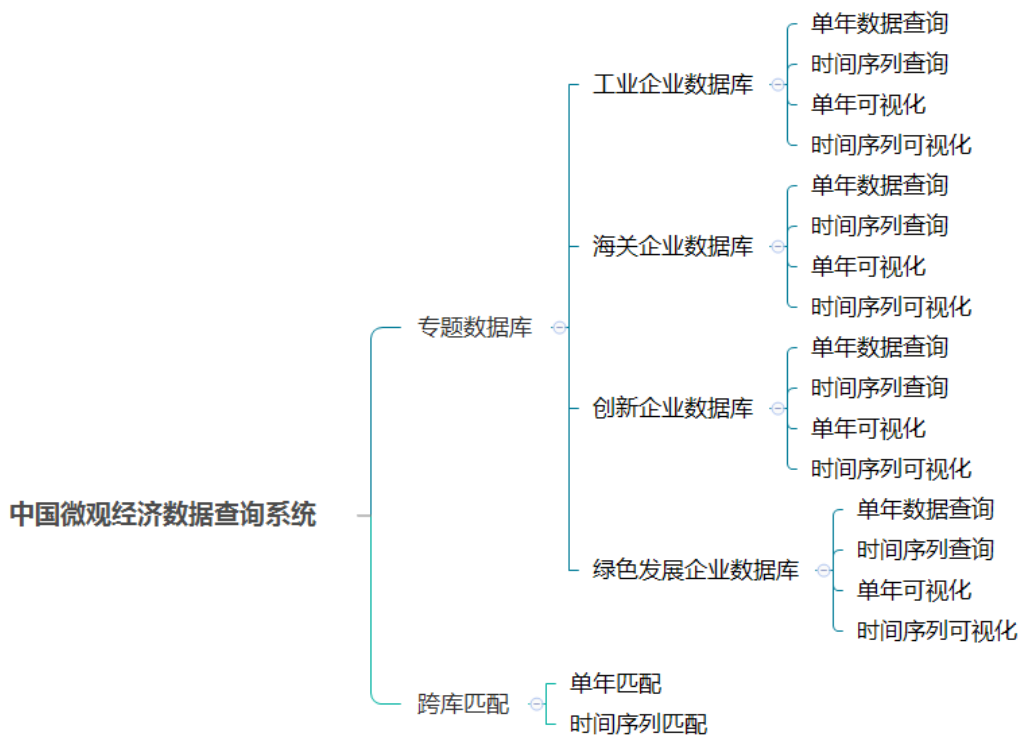 中国微观经济数据查询系统
专题数据库
工业企业数据库
单年数据查询
时间序列查询
单年可视化
时间序列可视化
海关企业数据库
单年数据查询
时间序列查询
单年可视化
时间序列可视化
创新企业数据库
单年数据查询
时间序列查询
单年可视化
时间序列可视化
绿色发展企业数据库
单年数据查询
时间序列查询
单年可视化
时间序列可视化
跨库匹配
单年匹配
时间序列匹配